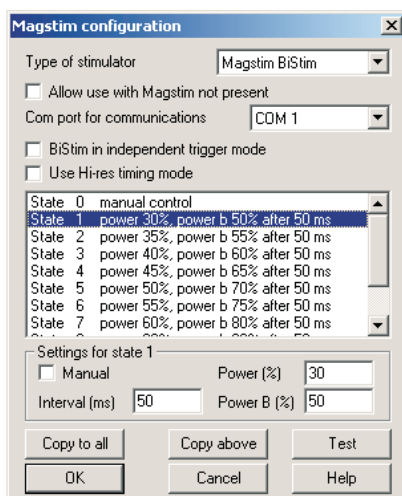 Magstim configuration
Type of stimulator Magstim BiStim
Allow use with Magstim not present
Com port for communications COM 1
BiStim in independent trigger mode
Use Hi-res timing mode
State 0 manual control
State 1 power 30%, power b 50% after 50 ms
State 2 power 35%, power b 55% after 50 ms
State 3 power 40%, power b 60% after 50 ms
State 4 power 45%, power b 65% after 50 ms
State 5 power 50%, power b 70% after 50 ms
State 6 power 55%, power b 75% after 50 ms
State 7 power 60%, power b 80% after 50 ms
Settings for state 1
Manual Power (%) 30
Interval (ms) 50 Power B (%) 50
Copy to all Copy above Test
OK Cancel Help